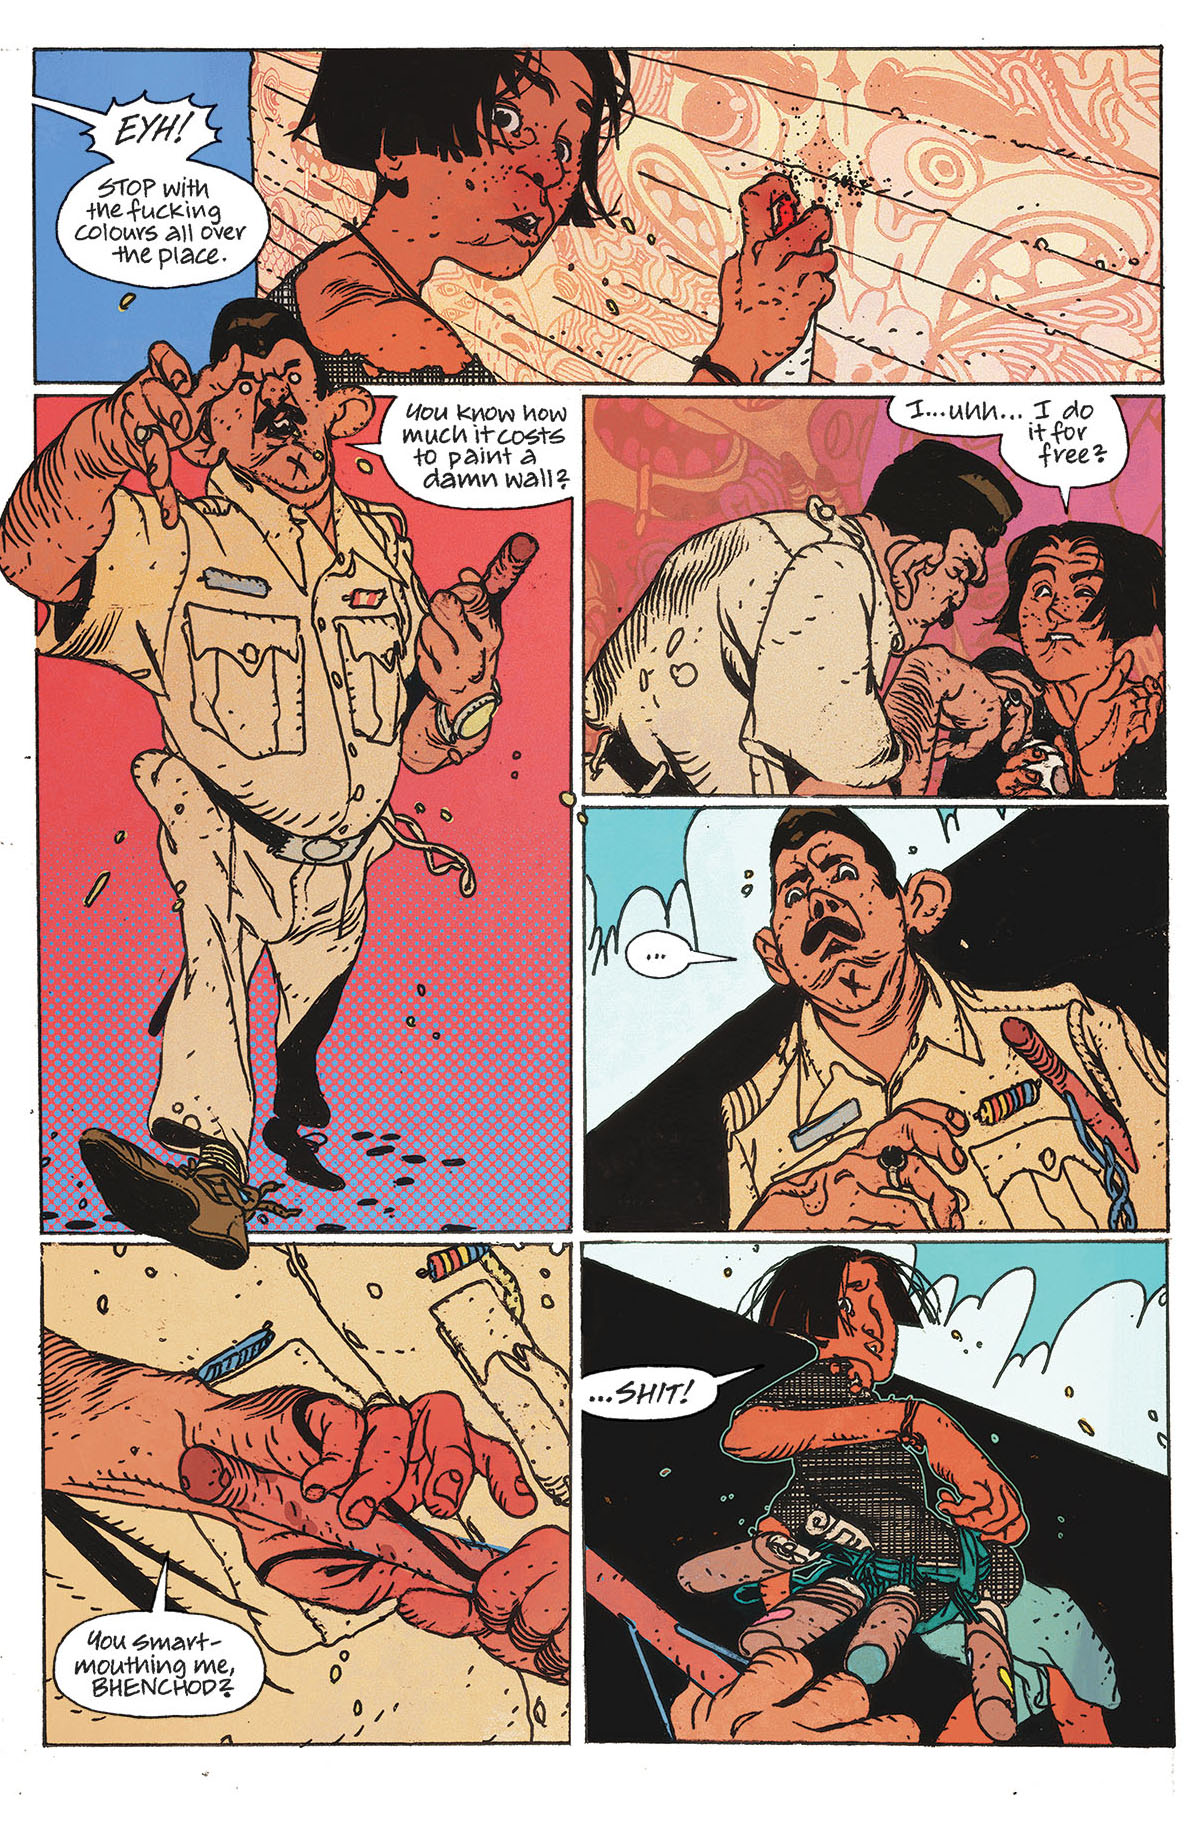 EYH!
STOP with
the fucking
colours all over
the place.
You know how
much it costs
to paint a
damn wall?
I...uhh... I do
it for
free?
...
You smart-
mouthing me,
BHENCHOD?
...SHIT!